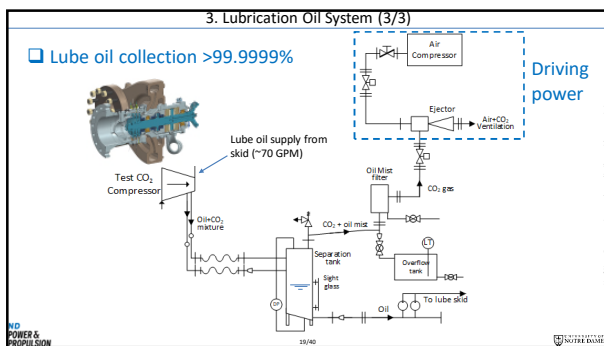 3. Lubrication Oil System (3/3)
❑ Lube oil collection >99.9999%
Air
Compressor
Driving
power
Ejector
Air+CO2
Ventilation
Lube oil supply from
skid (~70 GPM)
Test CO2
Compressor
Oil Mist
filter
CO2 gas
Oil+CO2
mixture
CO2 + oil mist
Separation
tank
LT
Overflow
tank
Sight
glass
DP
To lube skid
Oil
ND
POWER &
PROPULSION
19/40
UNIVERSITY OF
NOTRE DAME